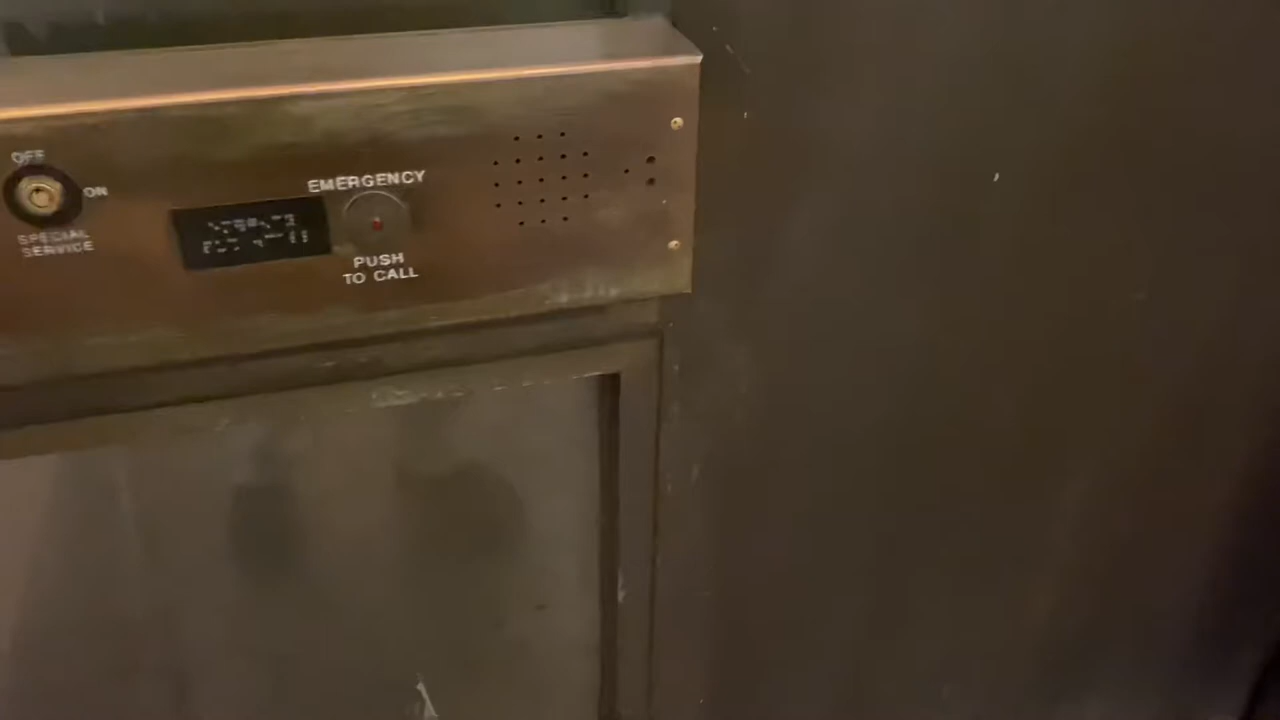 OFF
ON
SPECIAL
SERVICE
EMERGENCY
PUSH
TO CALL